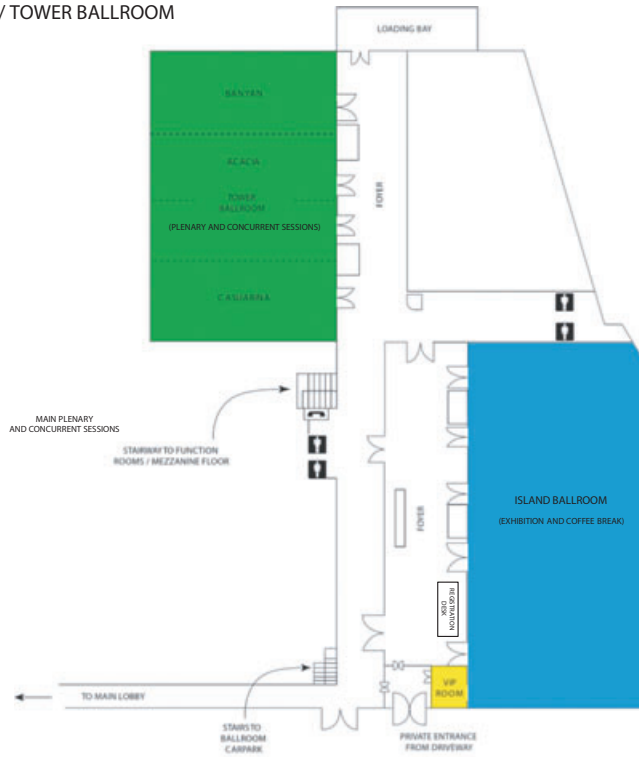 / TOWER BALLROOM
LOADING BAY
BANYAN
ACACIA
TOWER
BALLROOM
(PLENARY AND CONCURRENT SESSIONS)
CASUARINA
FOYER
MAIN PLENARY
AND CONCURRENT SESSIONS
STAIRWAY TO FUNCTION
ROOMS / MEZZANINE FLOOR
ISLAND BALLROOM
(EXHIBITION AND COFFEE BREAK)
FOYER
REGISTRATION
DESK
VIP
ROOM
TO MAIN LOBBY
STAIRS TO
BALLROOM
CARPARK
PRIVATE ENTRANCE
FROM DRIVEWAY